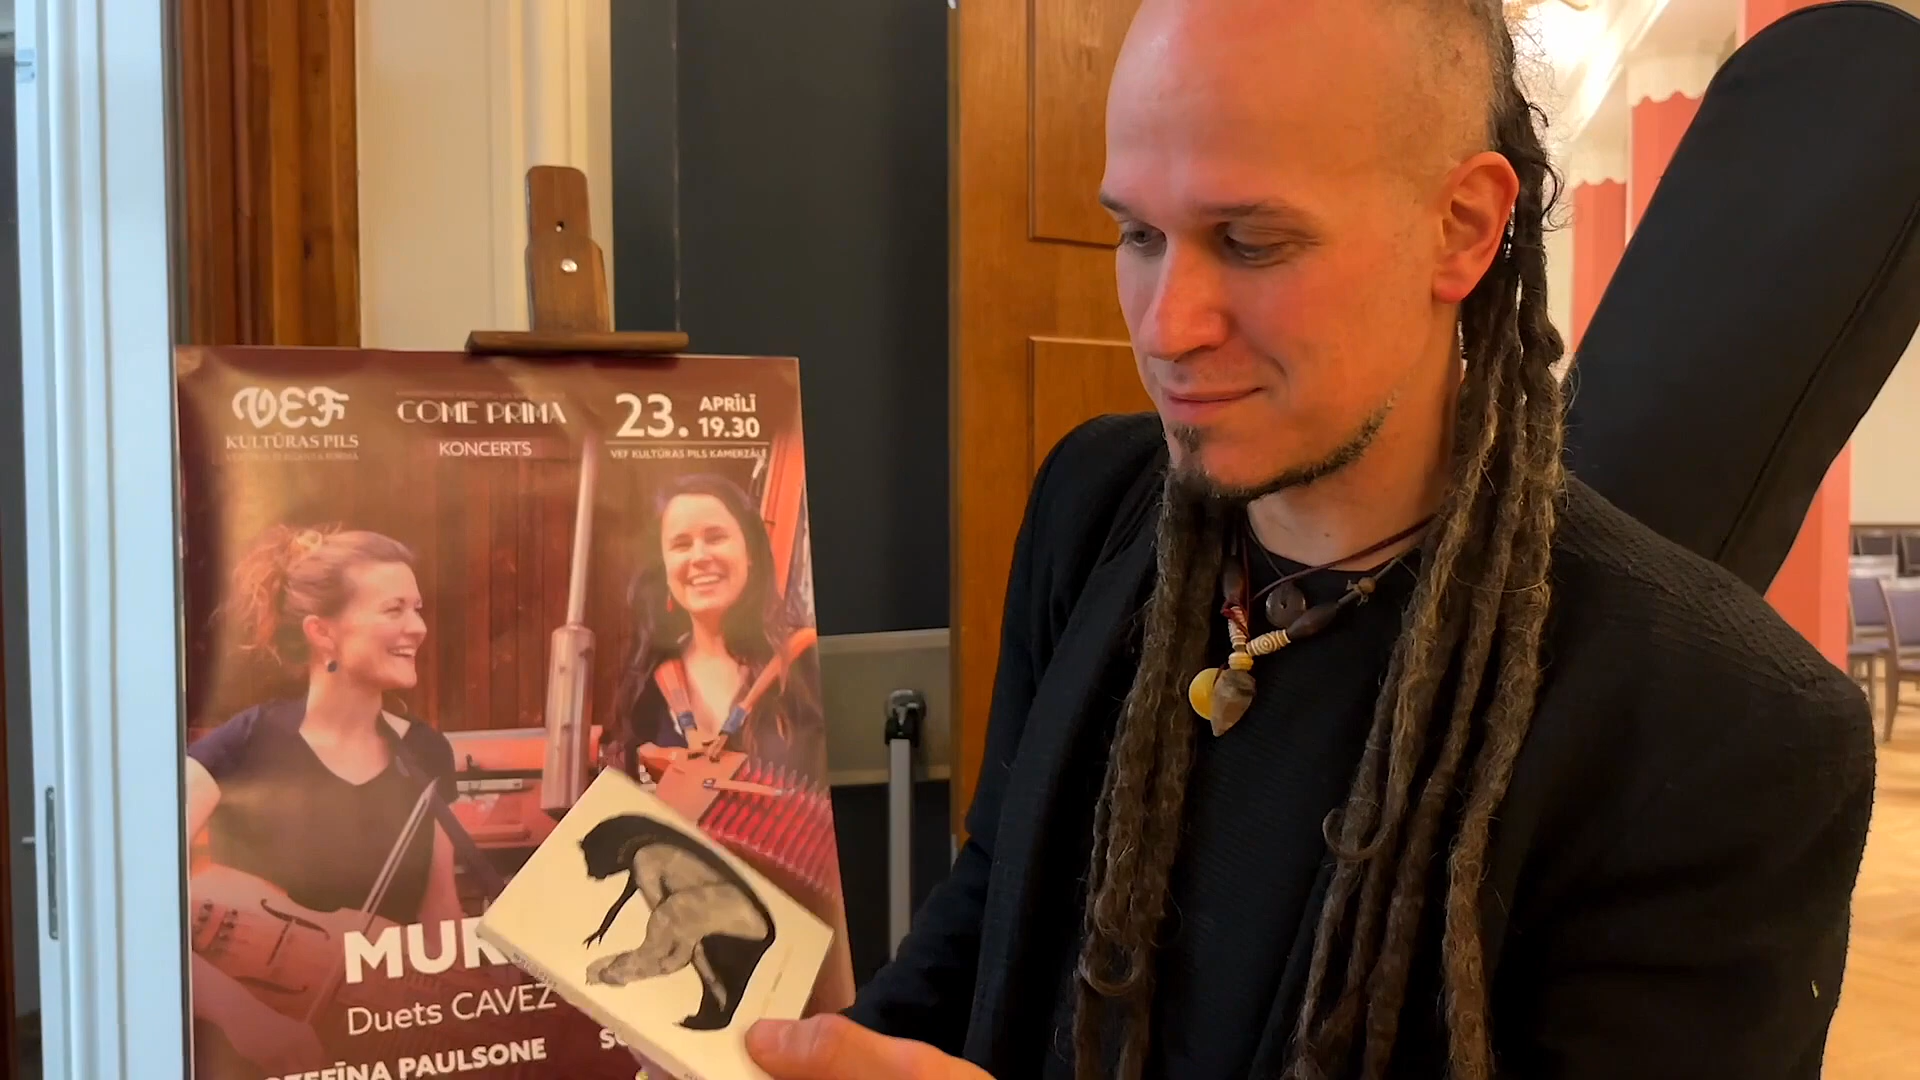 VEF
KULTŪRAS PILS
COME PRIMA
KONCERTS
23. APRĪLĪ
19.30
VEF KULTŪRAS PILS KAMERZĀLĒ
MUR
Duets CAVEZ
PAULSONE